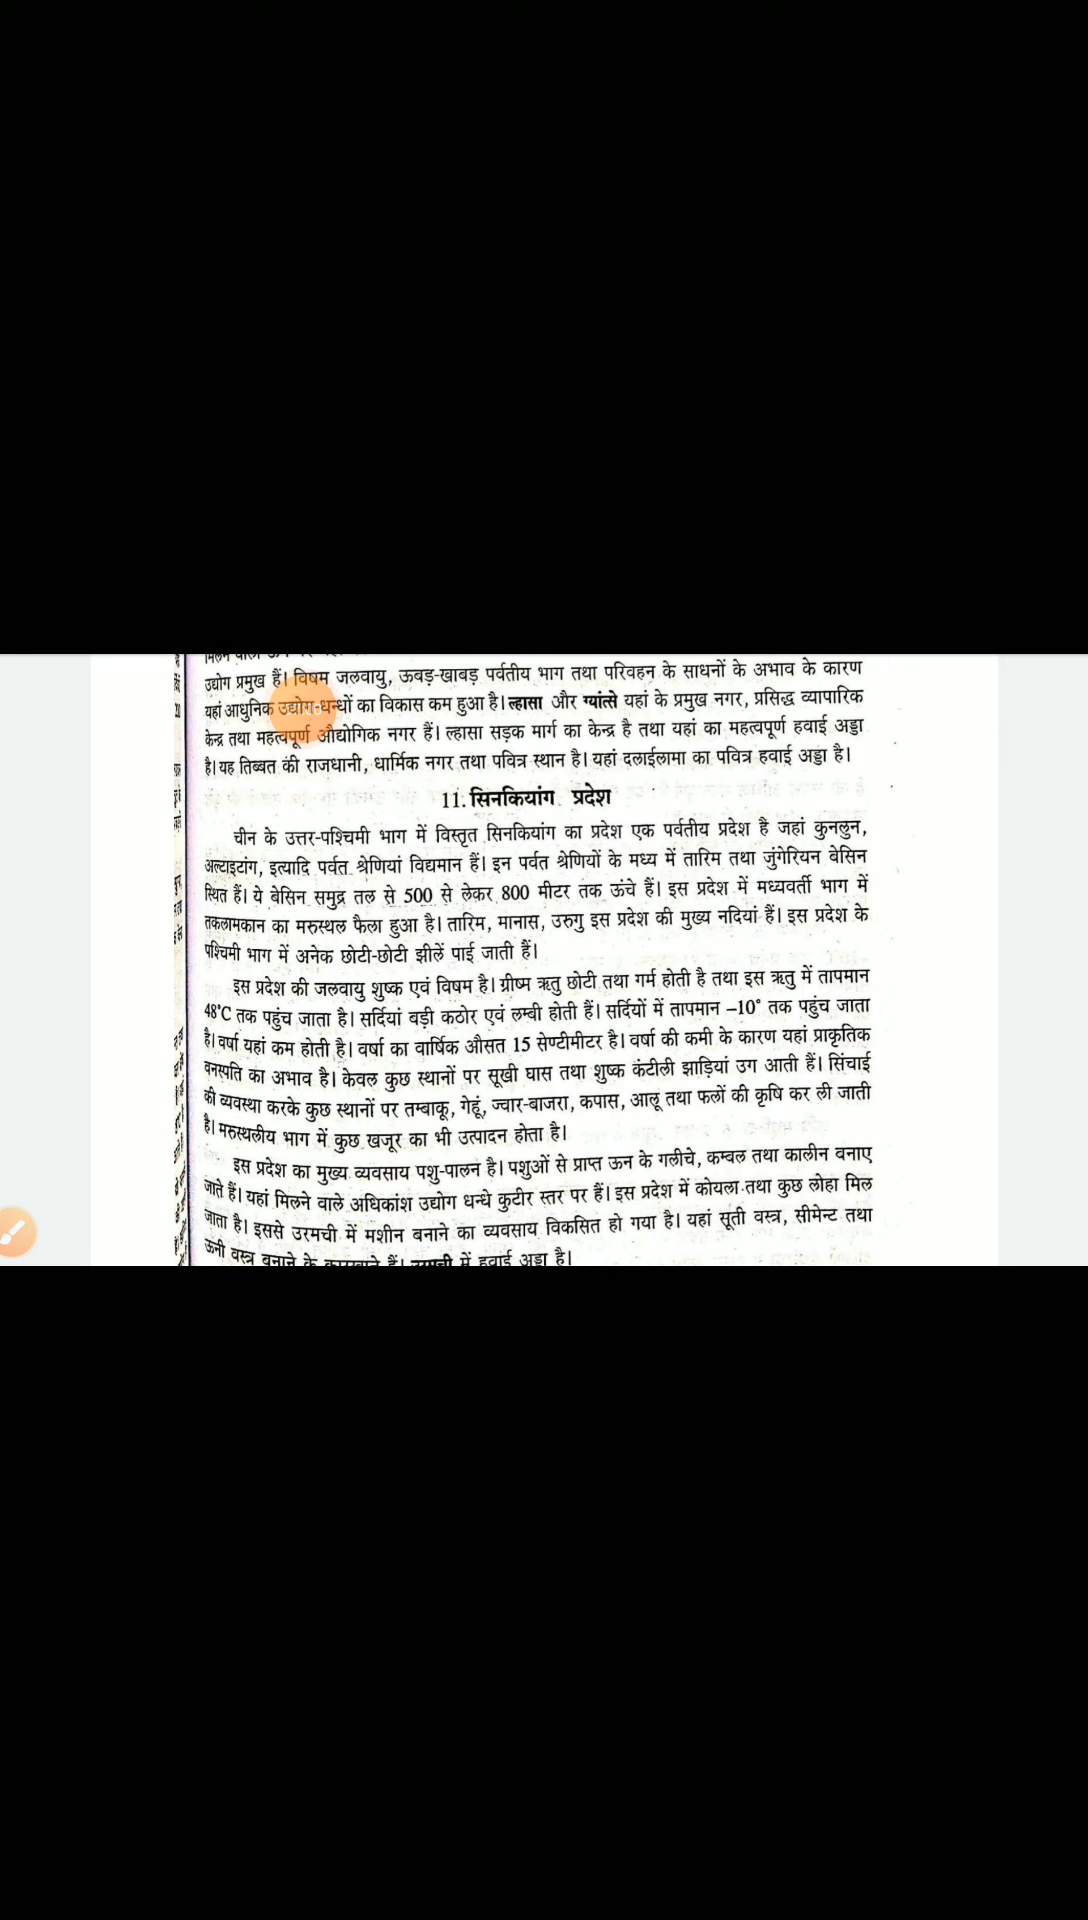 उद्योग प्रमुख हैं। विषम जलवायु, ऊबड़-खाबड़ पर्वतीय भाग तथा परिवहन के साधनों के अभाव के कारण
यहां आधुनिक उद्योग-धन्धों का विकास कम हुआ है। ल्हासा और ग्यांत्से यहां के प्रमुख नगर, प्रसिद्ध व्यापारिक
केन्द्र तथा महत्वपूर्ण औद्योगिक नगर हैं। ल्हासा सड़क मार्ग का केन्द्र है तथा यहां का महत्वपूर्ण हवाई अड्डा
है। यह तिब्बत की राजधानी, धार्मिक नगर तथा पवित्र स्थान है। यहां दलाईलामा का पवित्र हवाई अड्डा है।
11. सिनकियांग प्रदेश
चीन के उत्तर-पश्चिमी भाग में विस्तृत सिनकियांग का प्रदेश एक पर्वतीय प्रदेश है जहां कुनलुन,
अल्टाइटांग, इत्यादि पर्वत श्रेणियां विद्यमान हैं। इन पर्वत श्रेणियों के मध्य में तारिम तथा जुंगेरियन बेसिन
स्थित हैं। ये बेसिन समुद्र तल से 500 से लेकर 800 मीटर तक ऊंचे हैं। इस प्रदेश में मध्यवर्ती भाग में
तकलामकान का मरुस्थल फैला हुआ है। तारिम, मानास, उरुगु इस प्रदेश की मुख्य नदियां हैं। इस प्रदेश के
पश्चिमी भाग में अनेक छोटी-छोटी झीलें पाई जाती हैं।
इस प्रदेश की जलवायु शुष्क एवं विषम है। ग्रीष्म ऋतु छोटी तथा गर्म होती है तथा इस ऋतु में तापमान
48°C तक पहुंच जाता है। सर्दियां बड़ी कठोर एवं लम्बी होती हैं। सर्दियों में तापमान –10° तक पहुंच जाता
है। वर्षा यहां कम होती है। वर्षा का वार्षिक औसत 15 सेण्टीमीटर है। वर्षा की कमी के कारण यहां प्राकृतिक
वनस्पति का अभाव है। केवल कुछ स्थानों पर सूखी घास तथा शुष्क कंटीली झाड़ियां उग आती हैं। सिंचाई
की व्यवस्था करके कुछ स्थानों पर तम्बाकू, गेहूं, ज्वार-बाजरा, कपास, आलू तथा फलों की कृषि कर ली जाती
है। मरुस्थलीय भाग में कुछ खजूर का भी उत्पादन होता है।
इस प्रदेश का मुख्य व्यवसाय पशु-पालन है। पशुओं से प्राप्त ऊन के गलीचे, कम्बल तथा कालीन बनाए
जाते हैं। यहां मिलने वाले अधिकांश उद्योग धन्धे कुटीर स्तर पर हैं। इस प्रदेश में कोयला तथा कुछ लोहा मिल
जाता है। इससे उरमची में मशीन बनाने का व्यवसाय विकसित हो गया है। यहां सूती वस्त्र, सीमेन्ट तथा
ऊनी वस्त्र बनाने के कारखाने हैं। में हवाई अड्डा है।